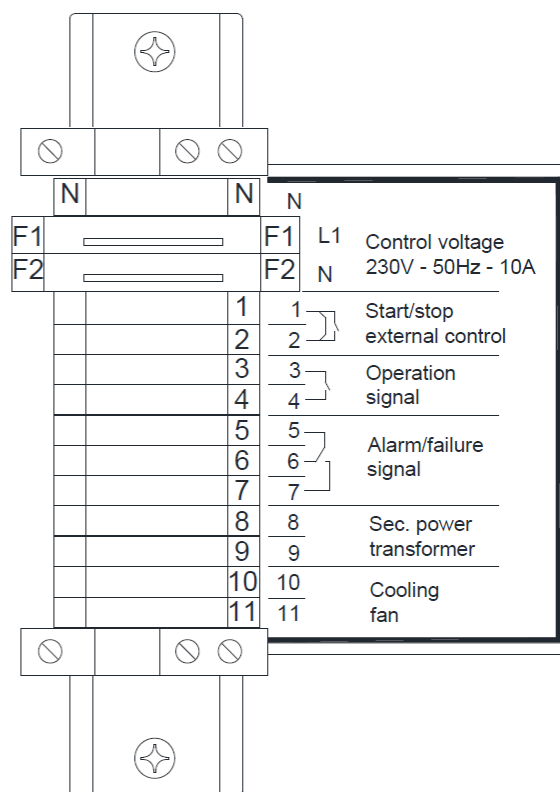 N N N
F1 F1 L1 Control voltage
F2 F2 N 230V - 50Hz - 10A
1 1 Start/stop
2 2 external control
3 3 Operation
4 4 signal
5 5 Alarm/failure
6 6 signal
7 7
8 8 Sec. power
9 9 transformer
10 10 Cooling
11 11 fan